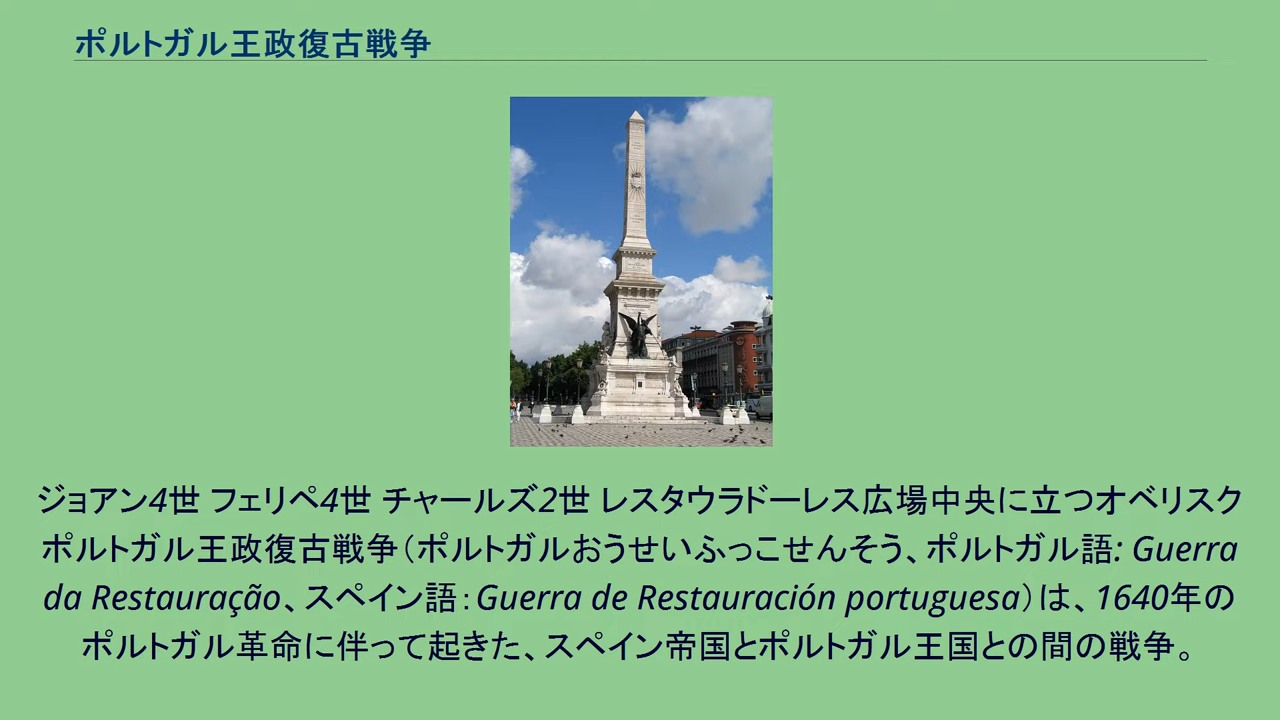 ポルトガル王政復古戦争
ジョアン4世 フェリペ4世 チャールズ2世 レスタウラドーレス広場中央に立つオベリスク
ポルトガル王政復古戦争（ポルトガルおうせいふっこせんそう、ポルトガル語: Guerra
da Restauração、スペイン語：Guerra de Restauración portuguesa）は、1640年の
ポルトガル革命に伴って起きた、スペイン帝国とポルトガル王国との間の戦争。